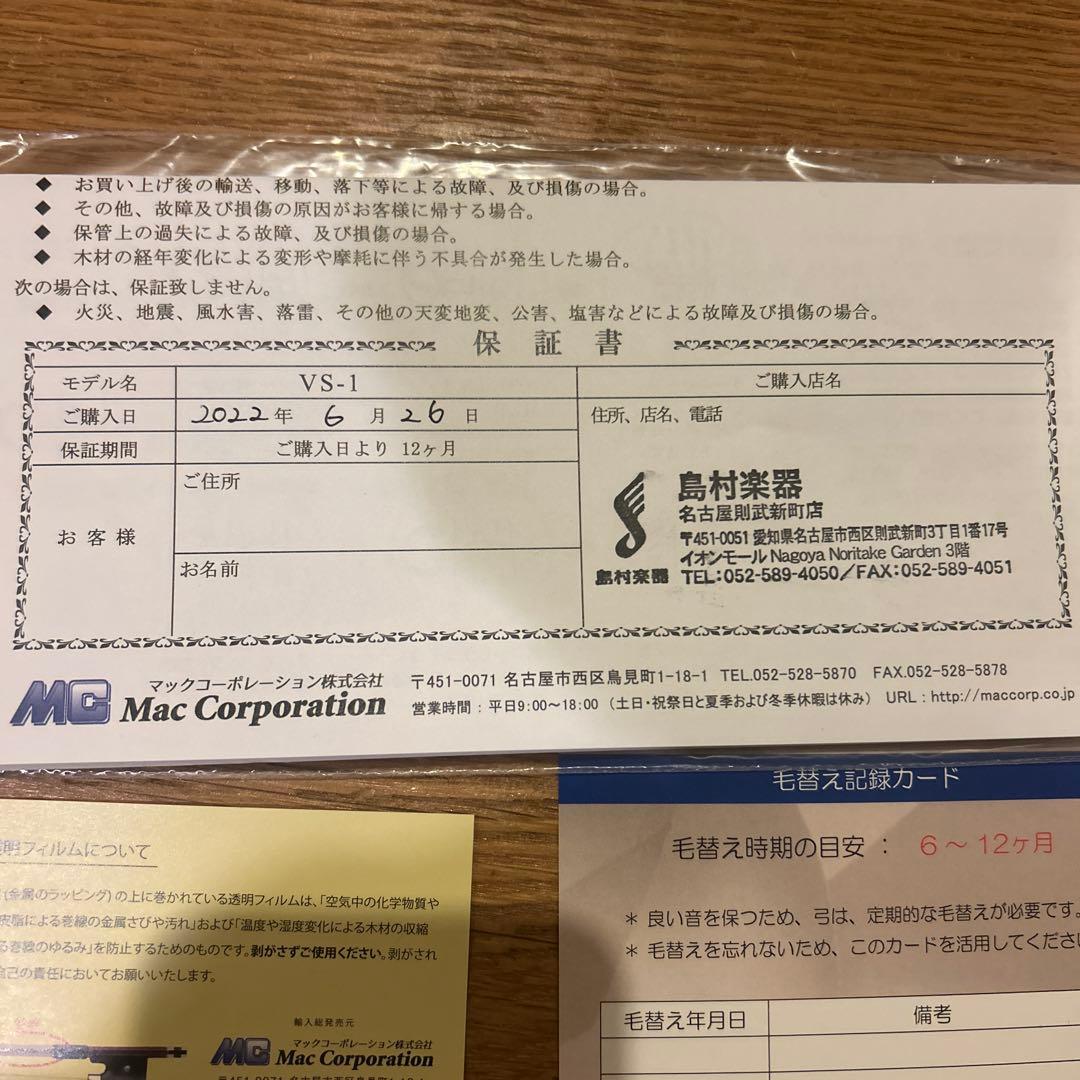 ◆ お買い上げ後の輸送、移動、落下等による故障、及び損傷の場合。
◆ その他、故障及び損傷の原因がお客様に帰する場合。
◆ 保管上の過失による故障、及び損傷の場合。
◆ 木材の経年変化による変形や摩耗に伴う不具合が発生した場合。
次の場合は、保証致しません。
◆ 火災、地震、風水害、落雷、その他の天変地変、公害、塩害などによる故障及び損傷の場合。
保証書
モデル名 VS-1 ご購入店名
ご購入日 2022年 6月 26日
保証期間 ご購入日より 12ヶ月
お客様
ご住所
お名前
住所、店名、電話
島村楽器
名古屋則武新町店
〒451-0051 愛知県名古屋市西区則武新町3丁目1番17号
イオンモール Nagoya Noritake Garden 3階
島村楽器 TEL:052-589-4050/FAX:052-589-4051
MC マックコーポレーション株式会社
Mac Corporation
〒451-0071 名古屋市西区鳥見町1-18-1 TEL.052-528-5870 FAX.052-528-5878
営業時間：平日9:00〜18:00（土日・祝祭日と夏季および冬季休暇は休み） URL：http://maccorp.co.jp
明フィルムについて
(金属のラッピング)の上に巻かれている透明フィルムは、「空気中の化学物質や
皮脂による巻線の金属さびや汚れ」および「温度や湿度変化による木材の収縮
る巻線のゆるみ」を防止するためのものです。剥がさずご使用ください。剥がされ
自己の責任においてお願いいたします。
輸入総発売元
MC マックコーポレーション株式会社
Mac Corporation
毛替え記録カード
毛替え時期の目安： 6〜12ヶ月
＊ 良い音を保つため、弓は、定期的な毛替えが必要です。
＊ 毛替えを忘れないため、このカードを活用してくださ
毛替え年月日 備考